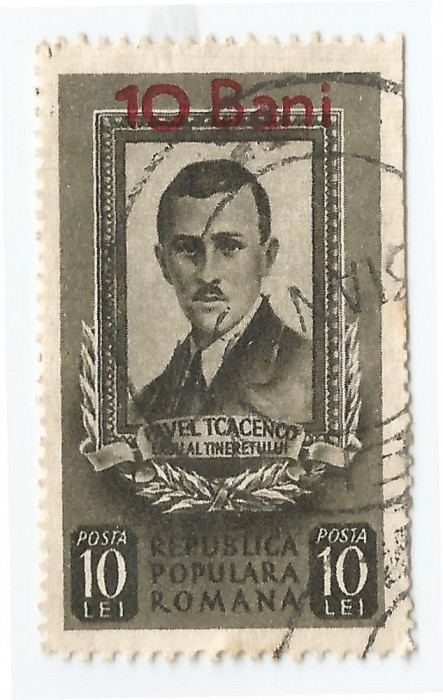 10 Bani
PAVEL TCACENCO
EROU AL TINERETULUI
POSTA
10
LEI
REPUBLICA
POPULARA
ROMANA
POSTA
10
LEI